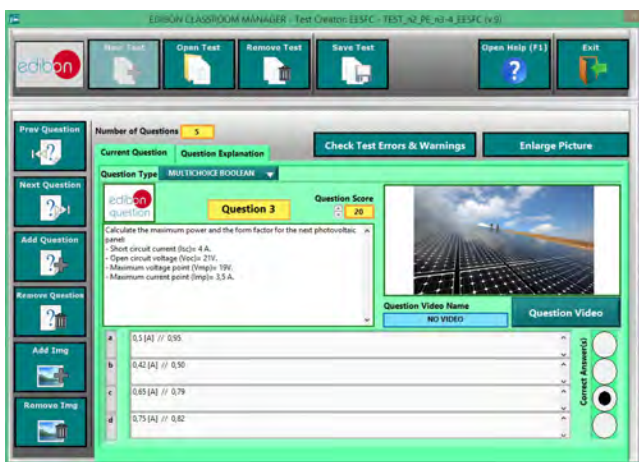 EDIBON CLASSROOM MANAGER - Test Creator: EESFC - TEST_n2_PE_n3-4_EESFC (v.9)
edibon
New Test
Open Test
Remove Test
Save Test
Open Help (F1)
Exit
Prev Question
Next Question
Add Question
Remove Question
Add Img
Remove Img
Number of Questions 5
Check Test Errors & Warnings
Enlarge Picture
Current Question
Question Explanation
Question Type MULTICHOICE BOOLEAN
edibon
question
Question 3
Question Score
20
Calculate the maximum power and the form factor for the next photovoltaic
panel:
- Short circuit current (Isc)= 4 A.
- Open circuit voltage (Voc)= 21V.
- Maximum voltage point (Vmp)= 19V.
- Maximum current point (Imp)= 3,5 A.
Question Video Name
NO VIDEO
Question Video
a 0,5 [A] // 0,95
b 0,42 [A] // 0,50
c 0,65 [A] // 0,79
d 0,75 [A] // 0,82
Correct Answer(s)